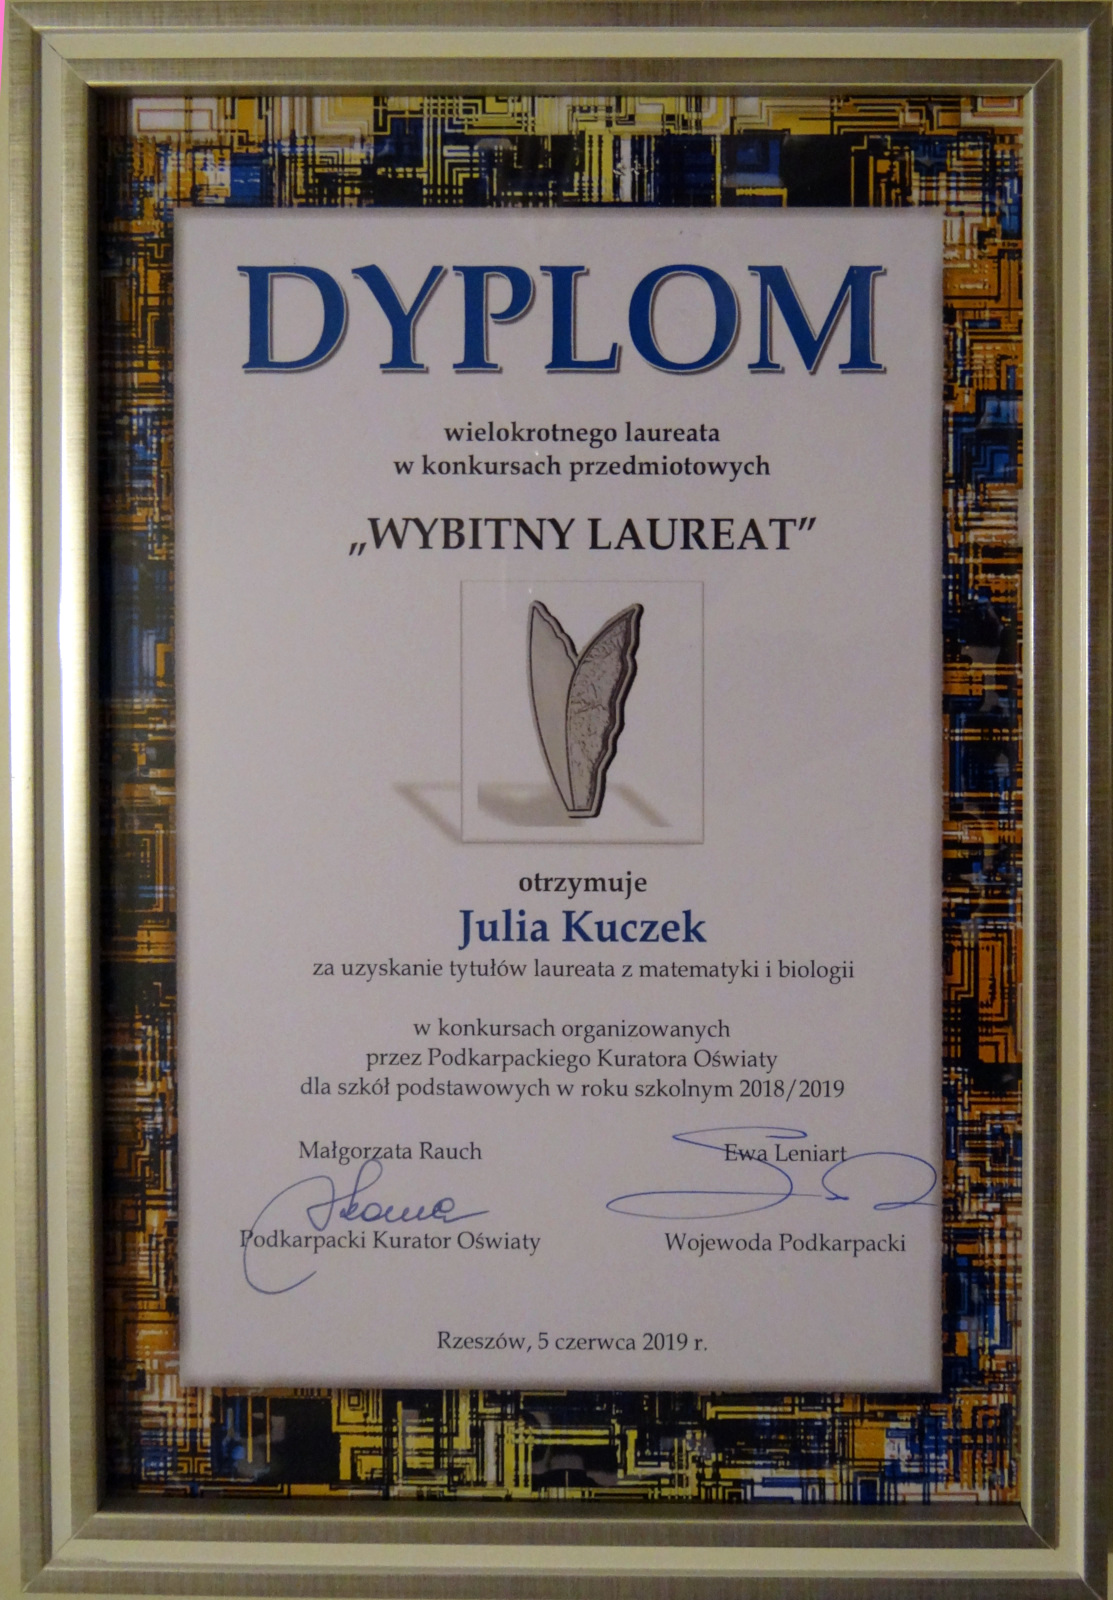 DYPLOM
wielokrotnego laureata
w konkursach przedmiotowych
„WYBITNY LAUREAT”
otrzymuje
Julia Kuczek
za uzyskanie tytułów laureata z matematyki i biologii
w konkursach organizowanych
przez Podkarpackiego Kuratora Oświaty
dla szkół podstawowych w roku szkolnym 2018/2019
Małgorzata Rauch
Podkarpacki Kurator Oświaty
Ewa Leniart
Wojewoda Podkarpacki
Rzeszów, 5 czerwca 2019 r.